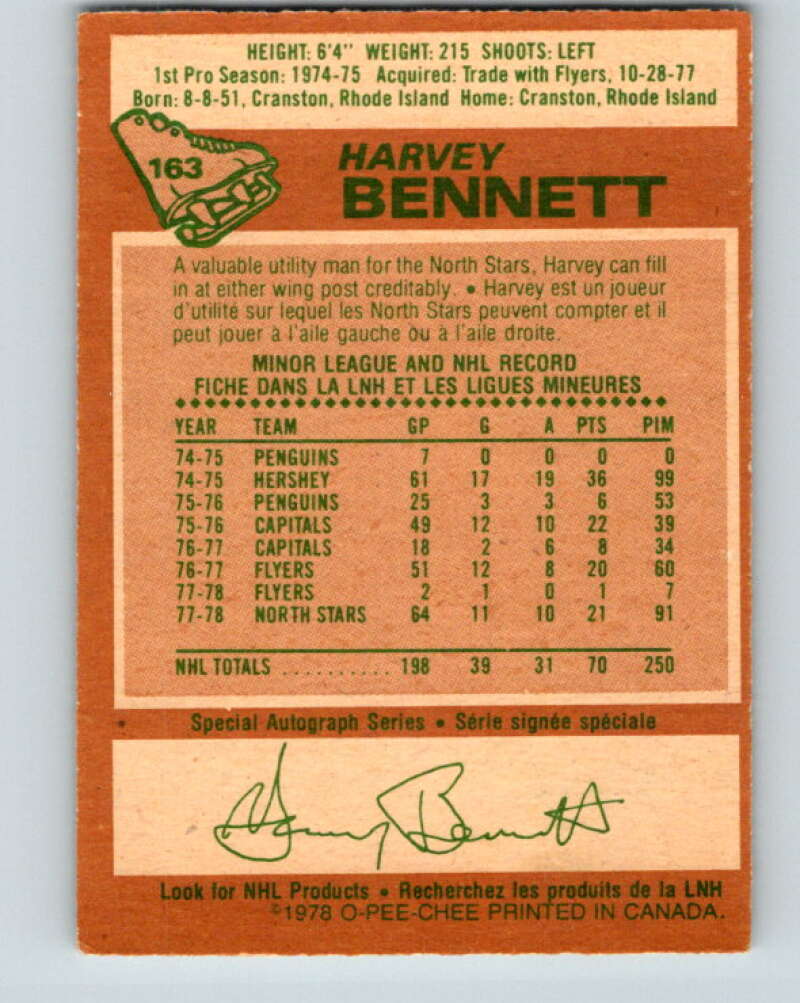 HEIGHT: 6'4" WEIGHT: 215 SHOOTS: LEFT
1st Pro Season: 1974-75 Acquired: Trade with Flyers, 10-28-77
Born: 8-8-51, Cranston, Rhode Island Home: Cranston, Rhode Island
163
HARVEY
BENNETT
A valuable utility man for the North Stars, Harvey can fill
in at either wing post creditably. • Harvey est un joueur
d'utilité sur lequel les North Stars peuvent compter et il
peut jouer à l'aile gauche ou à l'aile droite.
MINOR LEAGUE AND NHL RECORD
FICHE DANS LA LNH ET LES LIGUES MINEURES
YEAR TEAM GP G A PTS PIM
74-75 PENGUINS 7 0 0 0 0
74-75 HERSHEY 61 17 19 36 99
75-76 PENGUINS 25 3 3 6 53
75-76 CAPITALS 49 12 10 22 39
76-77 CAPITALS 18 2 6 8 34
76-77 FLYERS 51 12 8 20 60
77-78 FLYERS 2 1 0 1 7
77-78 NORTH STARS 64 11 10 21 91
NHL TOTALS .......... 198 39 31 70 250
Special Autograph Series • Série signée spéciale
Harvey Bennett
Look for NHL Products • Recherchez les produits de la LNH
©1978 O-PEE-CHEE PRINTED IN CANADA.